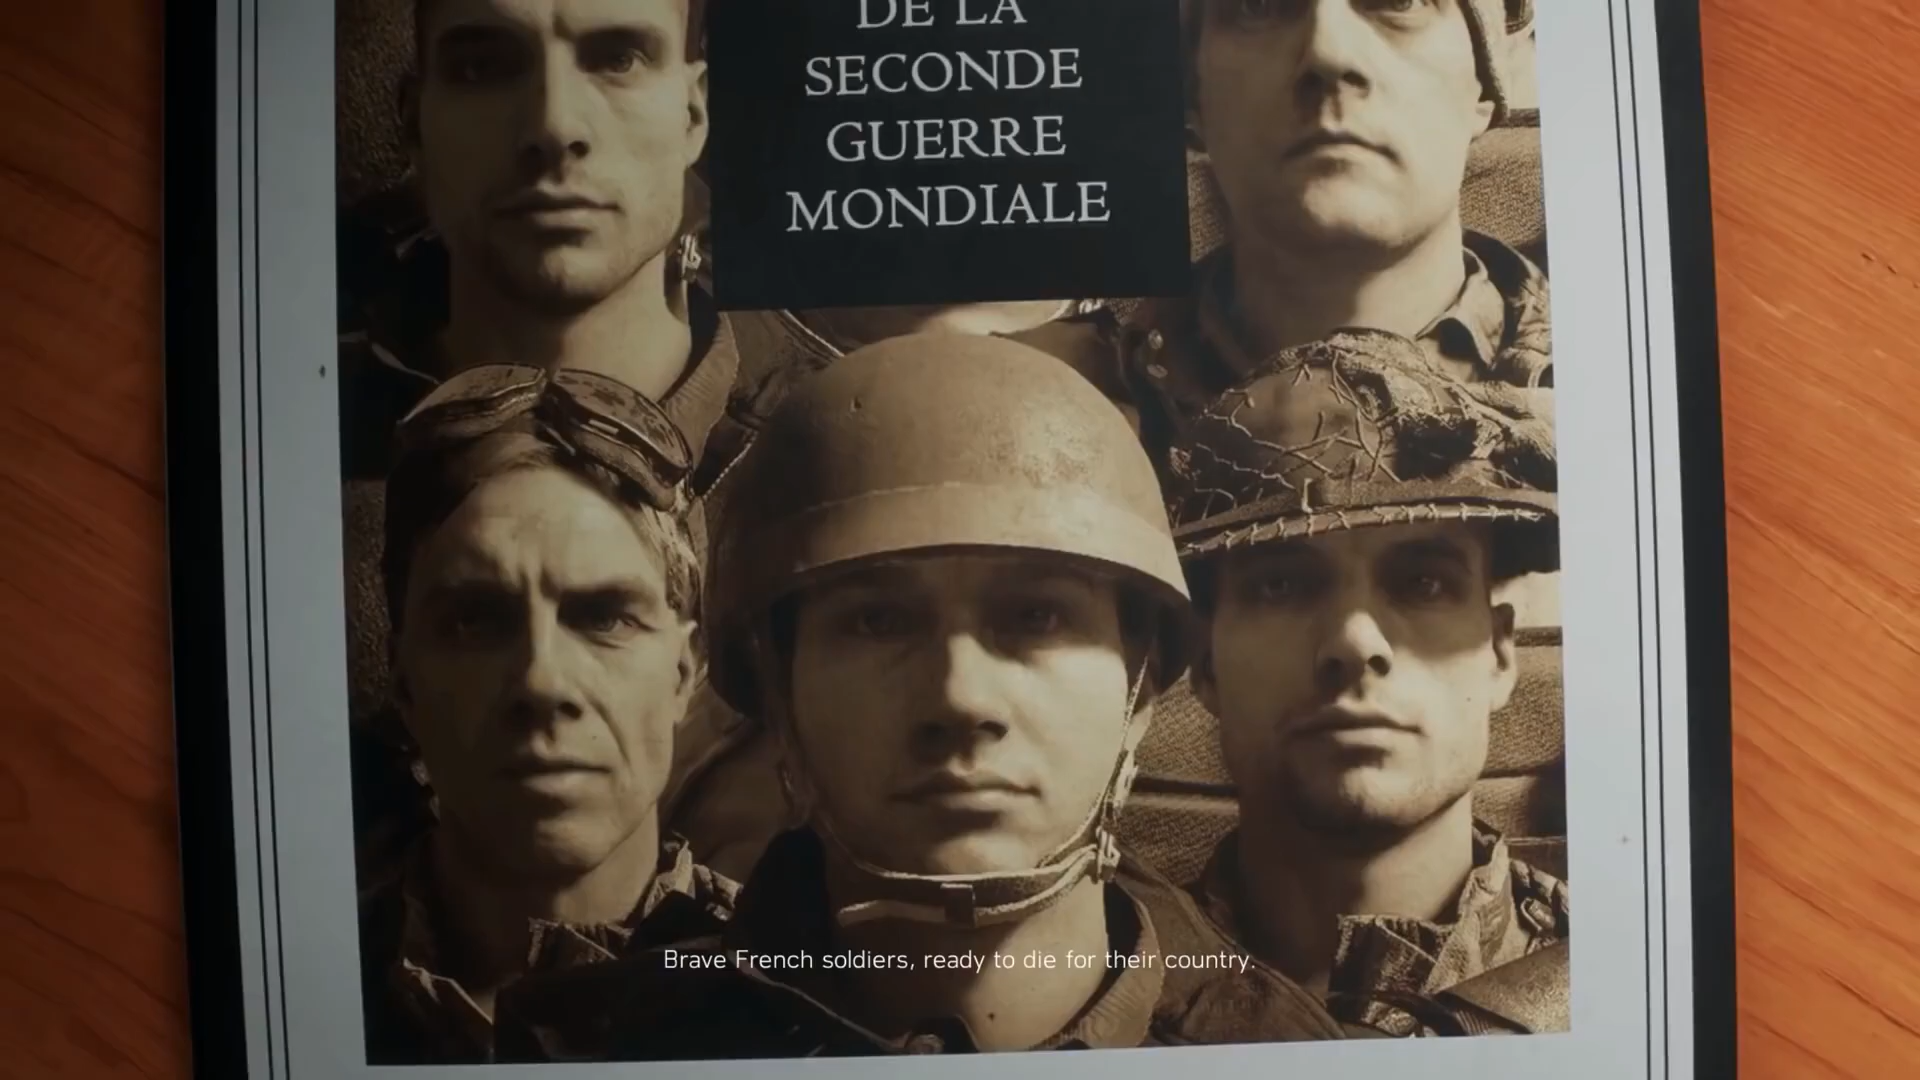 DE LA
SECONDE
GUERRE
MONDIALE
Brave French soldiers, ready to die for their country.